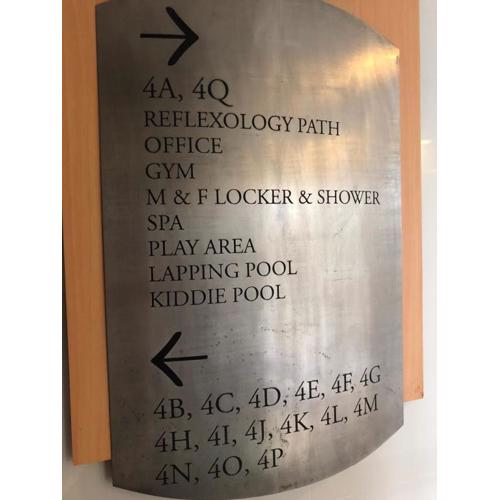 →
4A, 4Q
REFLEXOLOGY PATH
OFFICE
GYM
M & F LOCKER & SHOWER
SPA
PLAY AREA
LAPPING POOL
KIDDIE POOL
←
4B, 4C, 4D, 4E, 4F, 4G
4H, 4I, 4J, 4K, 4L, 4M
4N, 4O, 4P